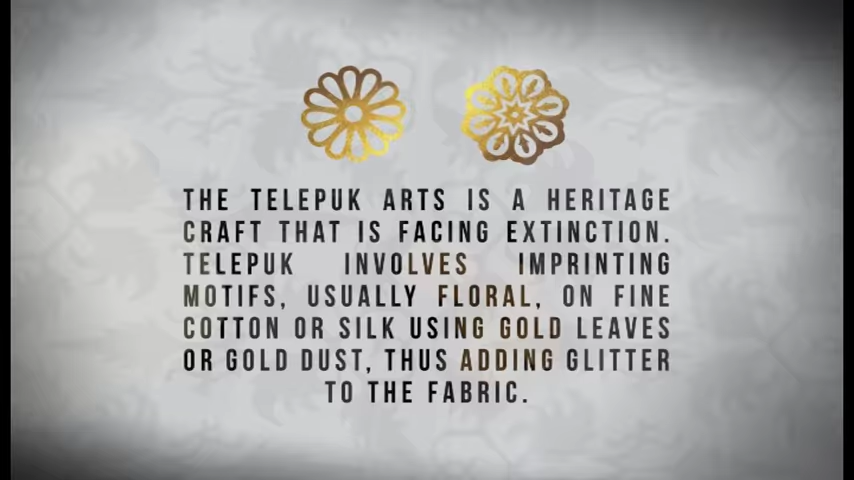 THE TELEPUK ARTS IS A HERITAGE
CRAFT THAT IS FACING EXTINCTION.
TELEPUK INVOLVES IMPRINTING
MOTIFS, USUALLY FLORAL, ON FINE
COTTON OR SILK USING GOLD LEAVES
OR GOLD DUST, THUS ADDING GLITTER
TO THE FABRIC.